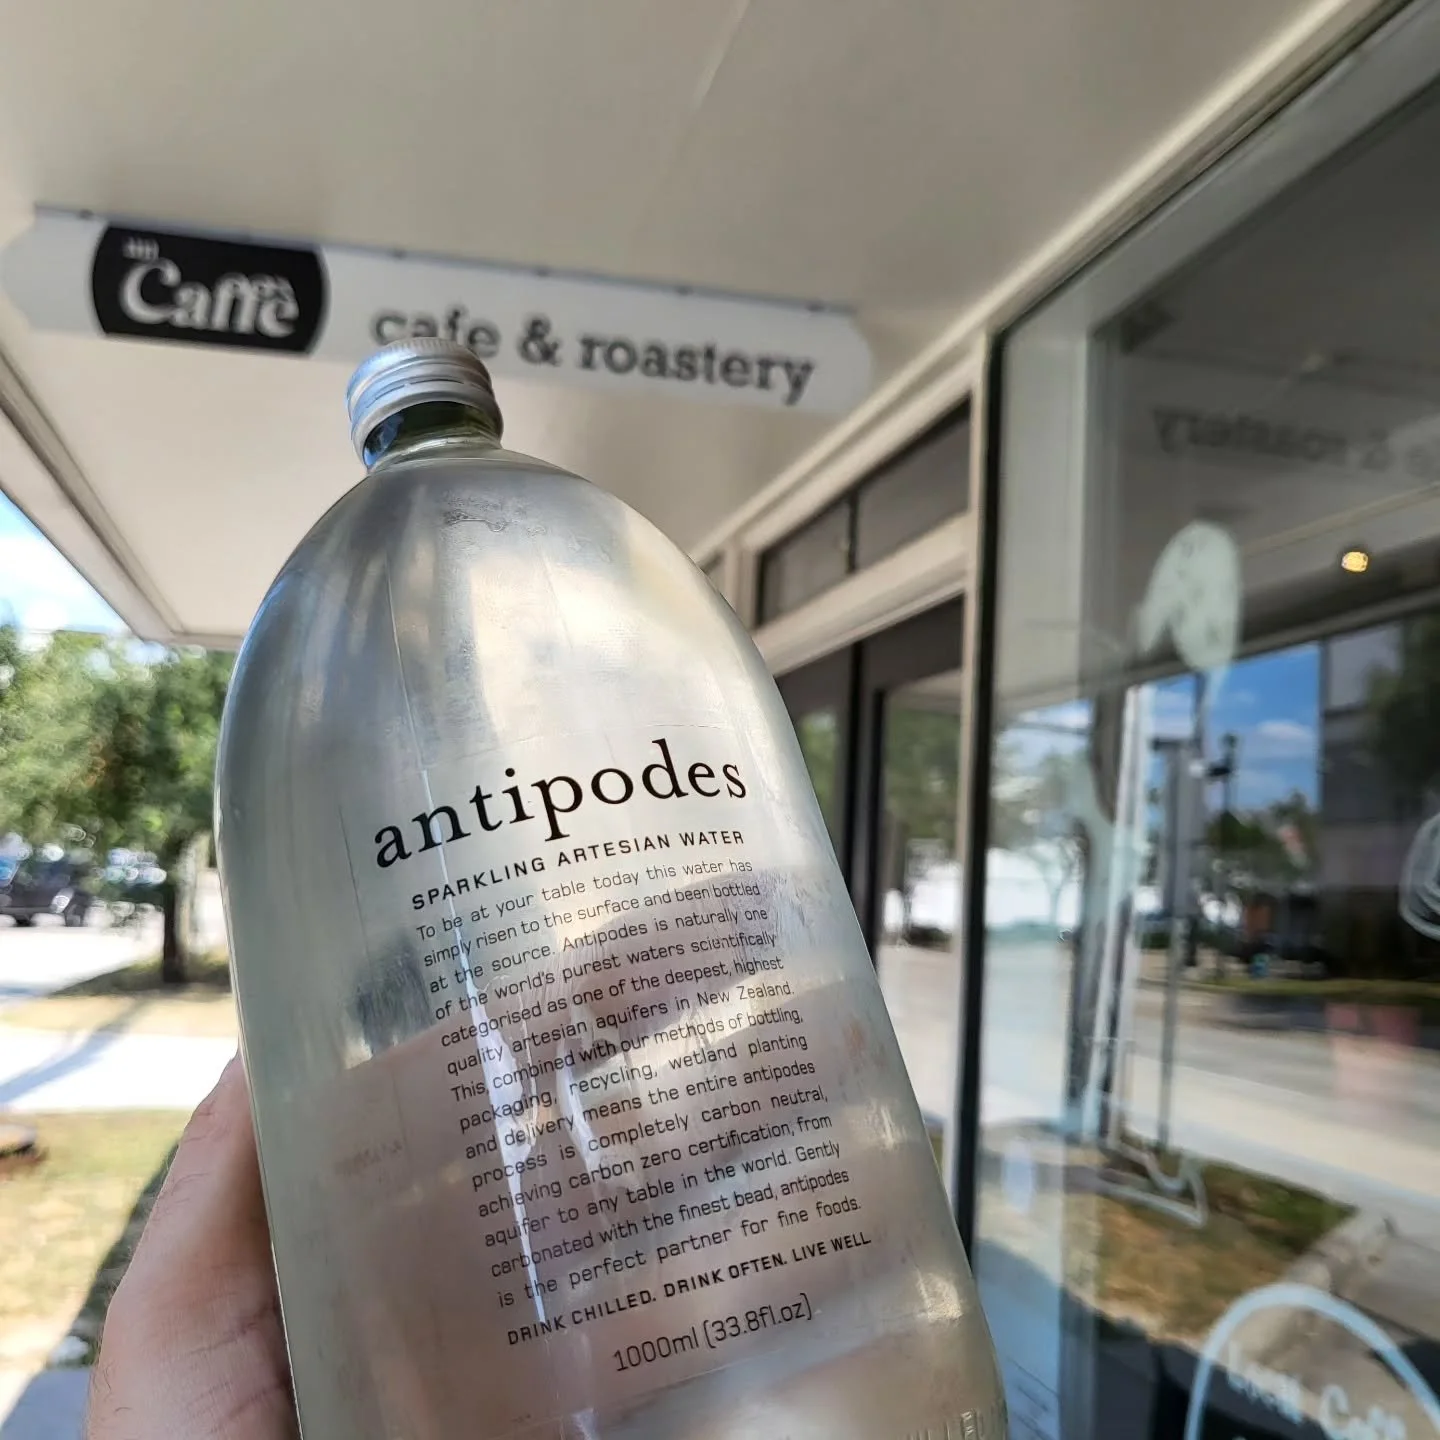 Caffè
cafe & roastery
antipodes
SPARKLING ARTESIAN WATER
To be at your table today this water has
simply risen to the surface and been bottled
at the source. Antipodes is naturally one
of the world's purest waters scientifically
categorised as one of the deepest, highest
quality artesian aquifers in New Zealand.
This, combined with our methods of bottling,
packaging, recycling, wetland planting
and delivery means the entire antipodes
process is completely carbon neutral,
achieving carbon zero certification, from
aquifer to any table in the world. Gently
carbonated with the finest bead, antipodes
is the perfect partner for fine foods.
DRINK CHILLED. DRINK OFTEN. LIVE WELL
1000ml (33.8fl.oz)
& roastery